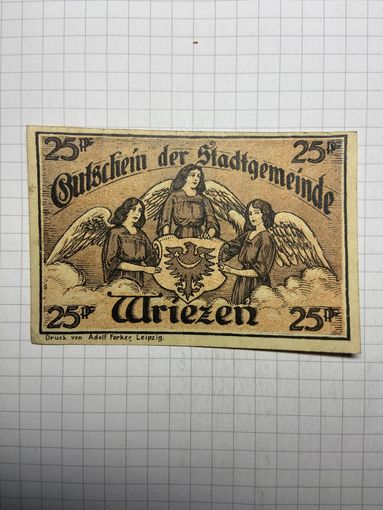 25 Pf 25 Pf
Gutschein der Stadtgemeinde
Wriezen
25 Pf 25 Pf
Druck von Adolf Forker, Leipzig.